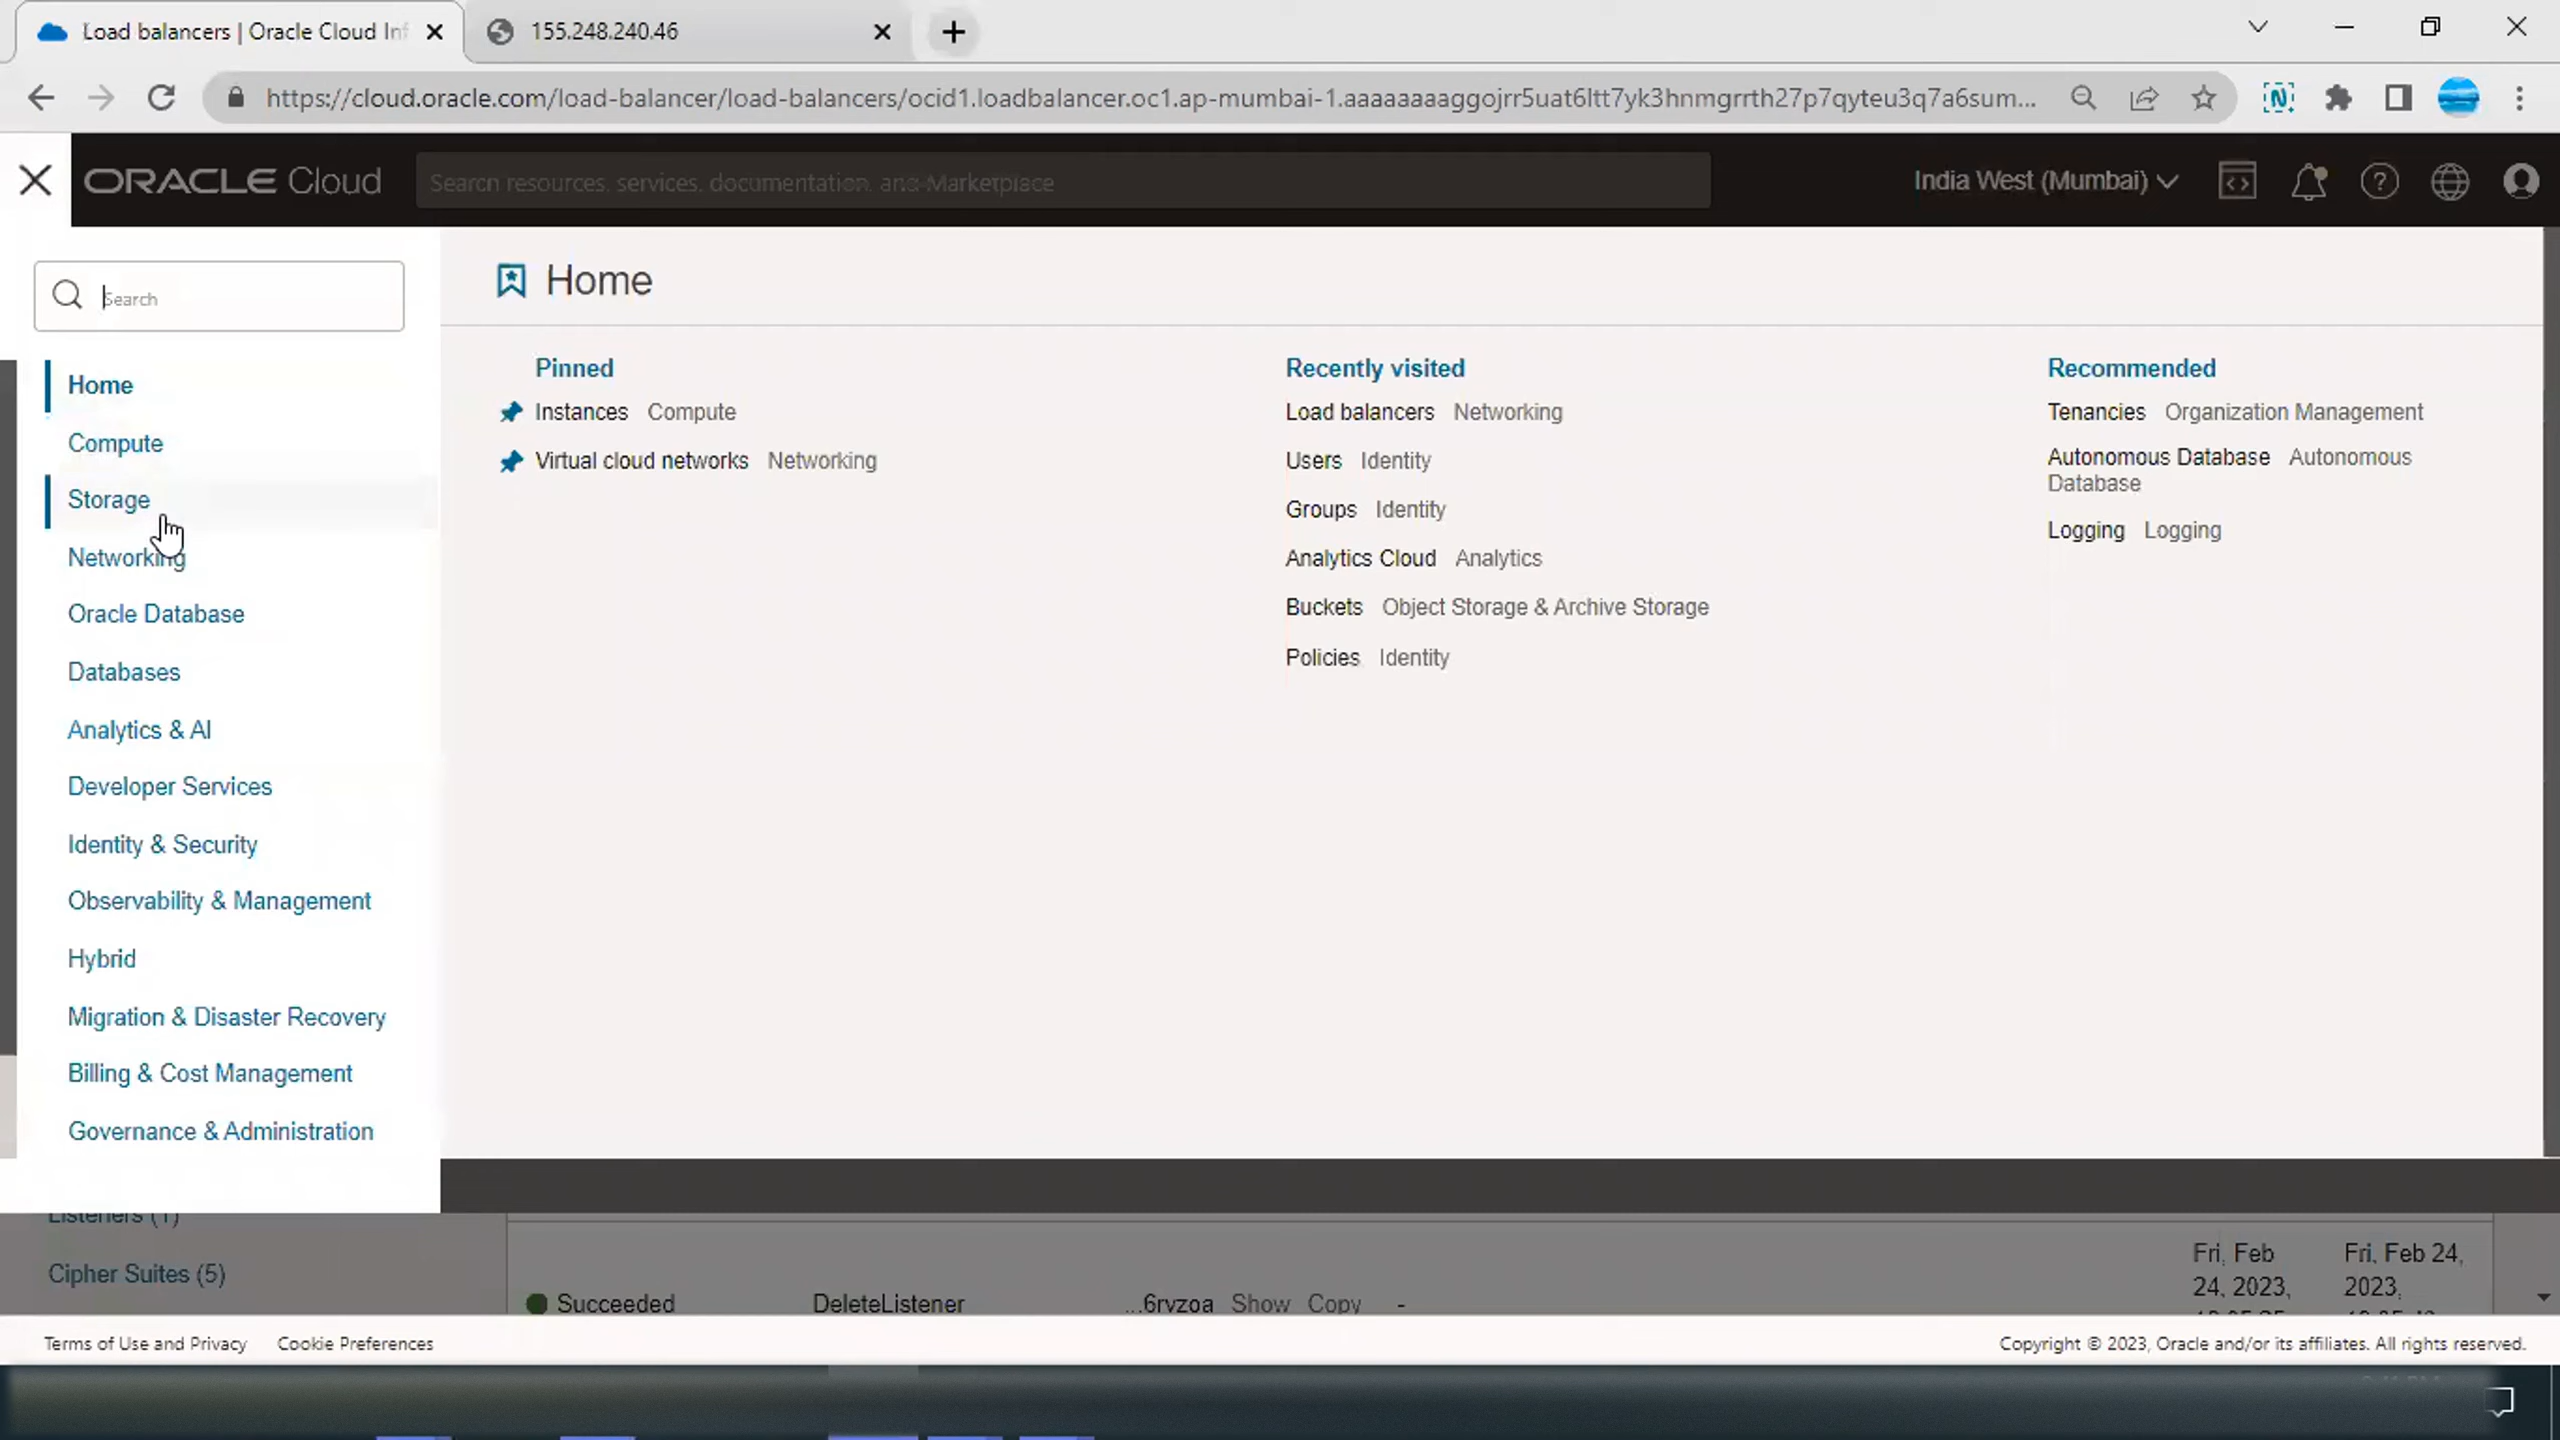 Load balancers | Oracle Cloud Inf
155.248.240.46
https://cloud.oracle.com/load-balancer/load-balancers/ocid1.loadbalancer.oc1.ap-mumbai-1.aaaaaaaaggojrr5uat6ltt7yk3hnmgrrth27p7qyteu3q7a6sum...
ORACLE Cloud
Search resources, services, documentation, and Marketplace
India West (Mumbai)
Search
Home
Compute
Storage
Networking
Oracle Database
Databases
Analytics & AI
Developer Services
Identity & Security
Observability & Management
Hybrid
Migration & Disaster Recovery
Billing & Cost Management
Governance & Administration
Home
Pinned
Instances Compute
Virtual cloud networks Networking
Recently visited
Load balancers Networking
Users Identity
Groups Identity
Analytics Cloud Analytics
Buckets Object Storage & Archive Storage
Policies Identity
Recommended
Tenancies Organization Management
Autonomous Database Autonomous
Database
Logging Logging
Listeners (1)
Cipher Suites (5)
Succeeded DeleteListener ...6rvzoa Show Copy -
Fri, Feb
24, 2023,
Fri, Feb 24,
2023,
Terms of Use and Privacy Cookie Preferences
Copyright © 2023, Oracle and/or its affiliates. All rights reserved.